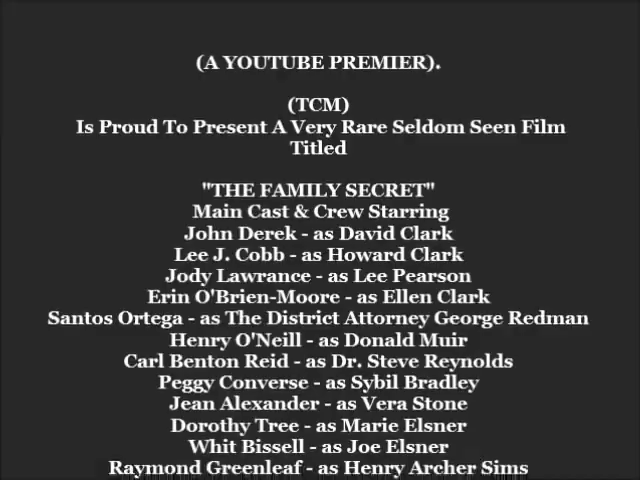 (A YOUTUBE PREMIER).
(TCM)
Is Proud To Present A Very Rare Seldom Seen Film
Titled
"THE FAMILY SECRET"
Main Cast & Crew Starring
John Derek - as David Clark
Lee J. Cobb - as Howard Clark
Jody Lawrance - as Lee Pearson
Erin O'Brien-Moore - as Ellen Clark
Santos Ortega - as The District Attorney George Redman
Henry O'Neill - as Donald Muir
Carl Benton Reid - as Dr. Steve Reynolds
Peggy Converse - as Sybil Bradley
Jean Alexander - as Vera Stone
Dorothy Tree - as Marie Elsner
Whit Bissell - as Joe Elsner
Raymond Greenleaf - as Henry Archer Sims